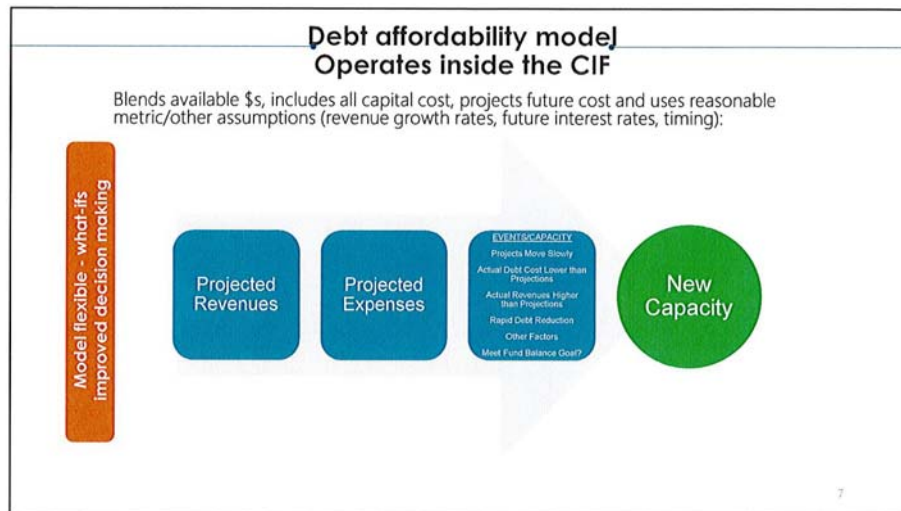 Debt affordability model
Operates inside the CIF
Blends available $s, includes all capital cost, projects future cost and uses reasonable
metric/other assumptions (revenue growth rates, future interest rates, timing):
Model flexible - what-its
improved decision making
Projected
Revenues
Projected
Expenses
EVENTS/CAPACITY
Projects Move Slowly
Actual Debt Cost Lower than
Projections
Actual Revenues Higher
than Projections
Rapid Debt Reduction
Other Factors
Meet Fund Balance Goal?
New
Capacity
7